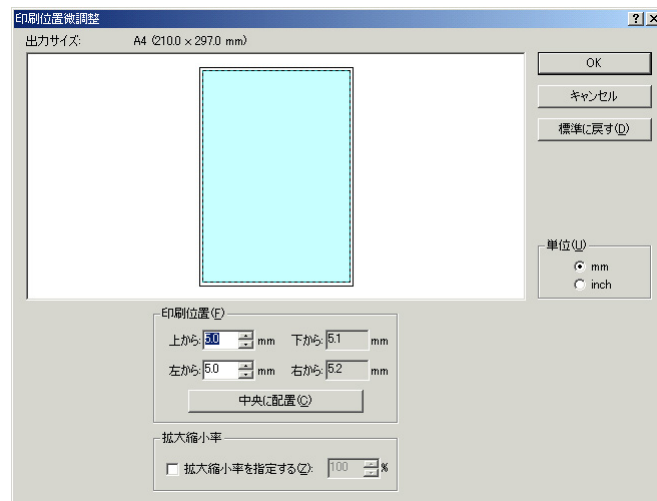 印刷位置微調整
出力サイズ: A4 (210.0 × 297.0 mm)
OK
キャンセル
標準に戻す(D)
単位(U)
mm
inch
印刷位置(F)
上から: 5.0 mm 下から: 5.1 mm
左から: 5.0 mm 右から: 5.2 mm
中央に配置(C)
拡大縮小率
拡大縮小率を指定する(Z): 100 %